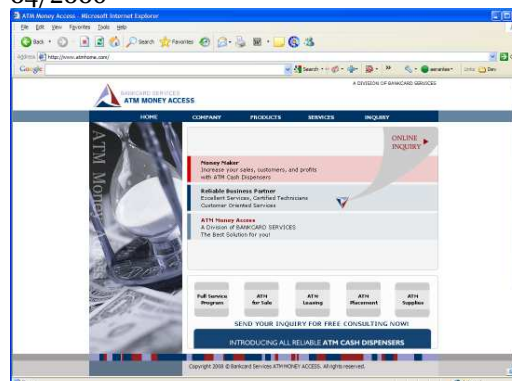 ATM Money Access - Microsoft Internet Explorer
File Edit View Favorites Tools Help
Back Search Favorites
Address http://www.atmhome.com/
Google Search
A DIVISION OF BANKCARD SERVICES
BANKCARD SERVICES
ATM MONEY ACCESS
HOME COMPANY PRODUCTS SERVICES INQUIRY
ATM Mon
ONLINE
INQUIRY
Money Maker
Increase your sales, customers, and profits
with ATM Cash Dispensers
Reliable Business Partner
Excellent Services, Certified Technicians
Customer Oriented Services
ATM Money Access
A Division of BANKCARD SERVICES
The Best Solution for you!
Full Service
Program
ATM
for Sale
ATM
Leasing
ATM
Placement
ATM
Supplies
SEND YOUR INQUIRY FOR FREE CONSULTING NOW!
INTRODUCING ALL RELIABLE ATM CASH DISPENSERS
Copyright 2008 @ Bankcard Services ATM MONEY ACCESS. All rights reserved.